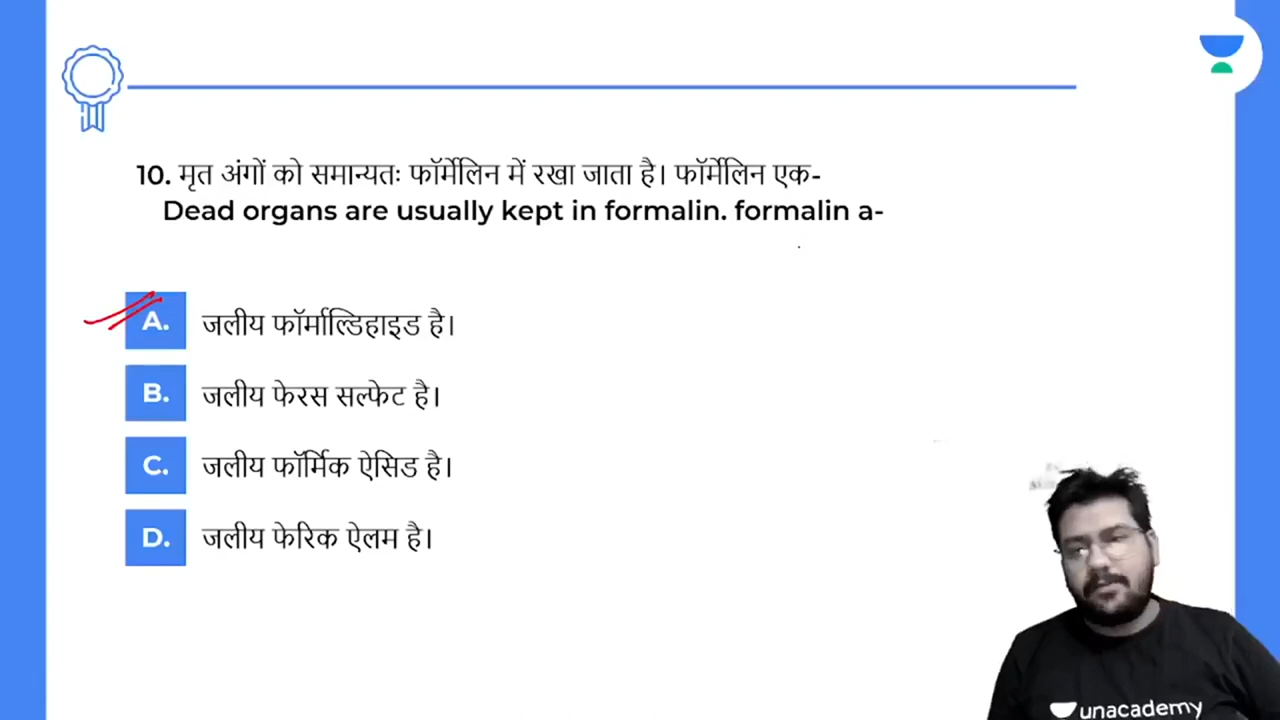 10. मृत अंगों को समान्यतः फॉर्मेलिन में रखा जाता है। फॉर्मेलिन एक-
Dead organs are usually kept in formalin. formalin a-
A. जलीय फॉर्माल्डिहाइड है।
B. जलीय फेरस सल्फेट है।
C. जलीय फॉर्मिक ऐसिड है।
D. जलीय फेरिक ऐलम है।
unacademy